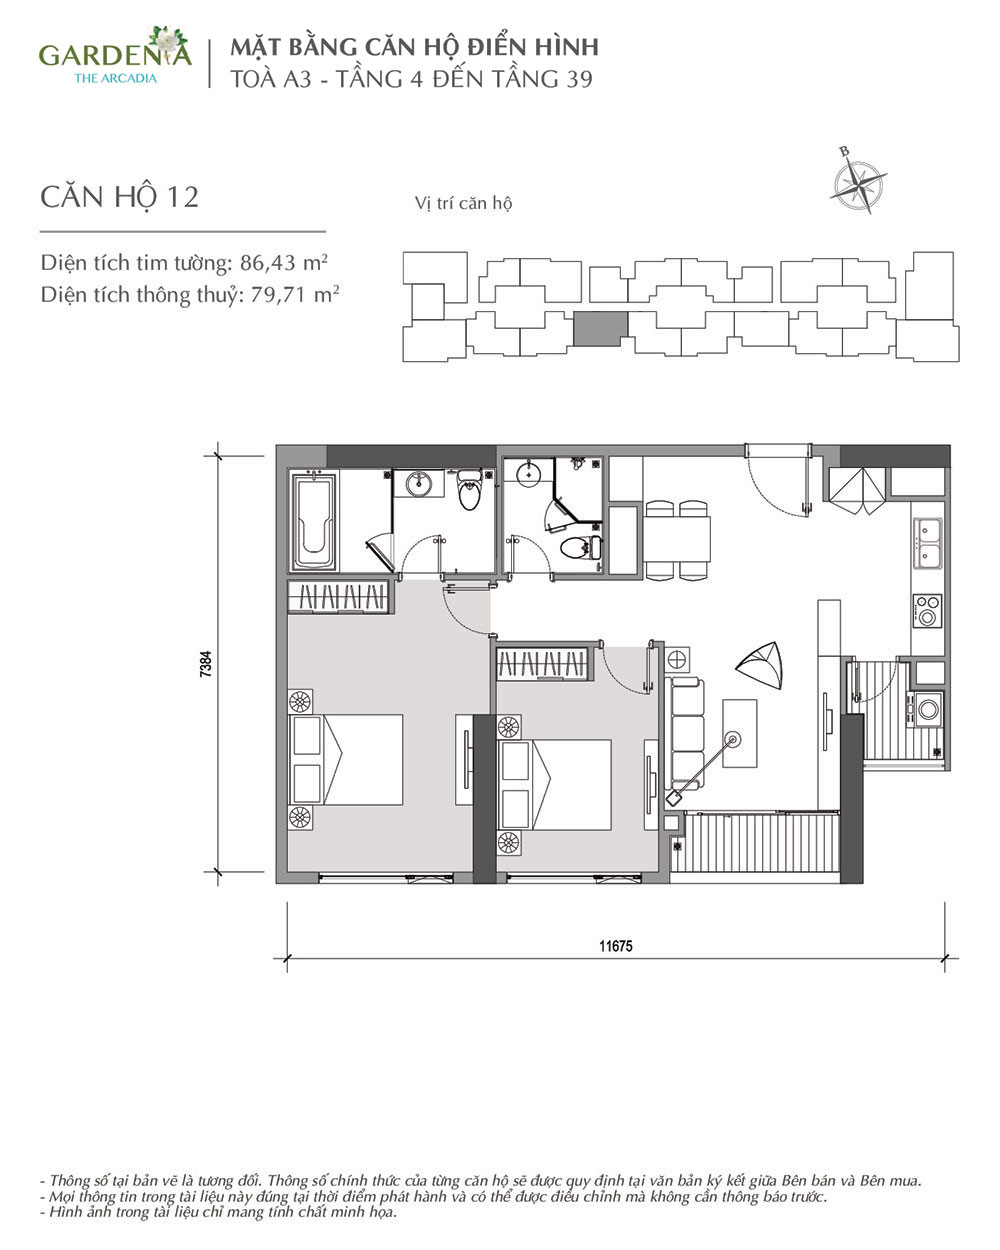 GARDENIA
THE ARCADIA
MẶT BẰNG CĂN HỘ ĐIỂN HÌNH
TOÀ A3 - TẦNG 4 ĐẾN TẦNG 39
B
CĂN HỘ 12
Vị trí căn hộ
Diện tích tim tường: 86,43 m²
Diện tích thông thuỷ: 79,71 m²
7384
11675
- Thông số tại bản vẽ là tương đối. Thông số chính thức của từng căn hộ sẽ được quy định tại văn bản ký kết giữa Bên bán và Bên mua.
- Mọi thông tin trong tài liệu này đúng tại thời điểm phát hành và có thể được điều chỉnh mà không cần thông báo trước.
- Hình ảnh trong tài liệu chỉ mang tính chất minh họa.